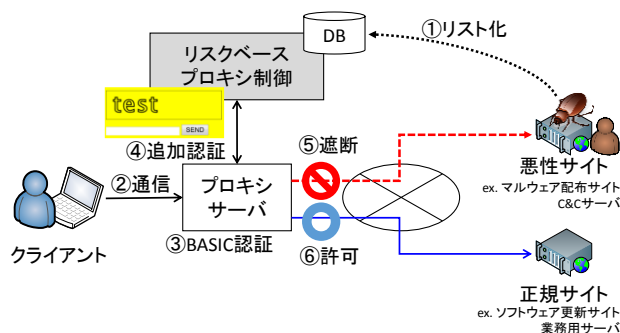 DB
①リスト化
リスクベース
プロキシ制御
test
SEND
④追加認証
⑤遮断
②通信
プロキシ
サーバ
③BASIC認証
⑥許可
クライアント
悪性サイト
ex. マルウェア配布サイト
C&Cサーバ
正規サイト
ex. ソフトウェア更新サイト
業務用サーバ